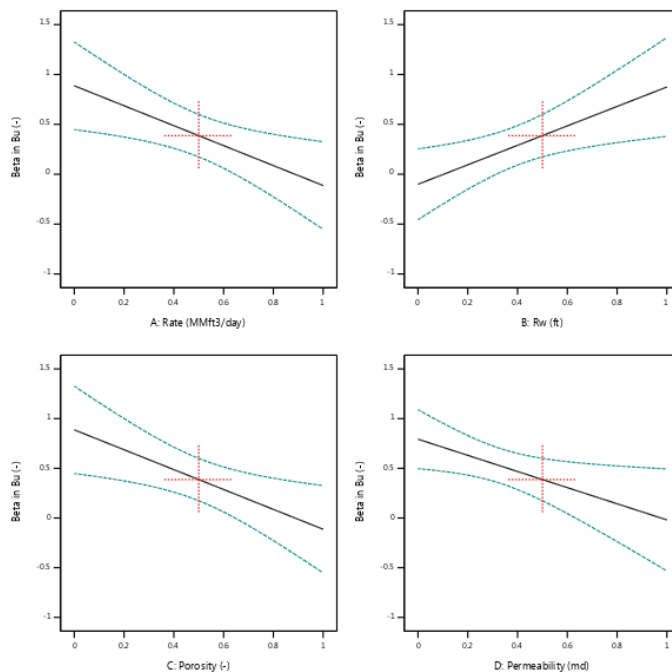 1.5
1
0.5
0
-0.5
-1
Beta in Bu (-)
0 0.2 0.4 0.6 0.8 1
A: Rate (MMft3/day)
1.5
1
0.5
0
-0.5
-1
Beta in Bu (-)
0 0.2 0.4 0.6 0.8 1
B: Rw (ft)
1.5
1
0.5
0
-0.5
-1
Beta in Bu (-)
0 0.2 0.4 0.6 0.8 1
C: Porosity (-)
1.5
1
0.5
0
-0.5
-1
Beta in Bu (-)
0 0.2 0.4 0.6 0.8 1
D: Permeability (md)